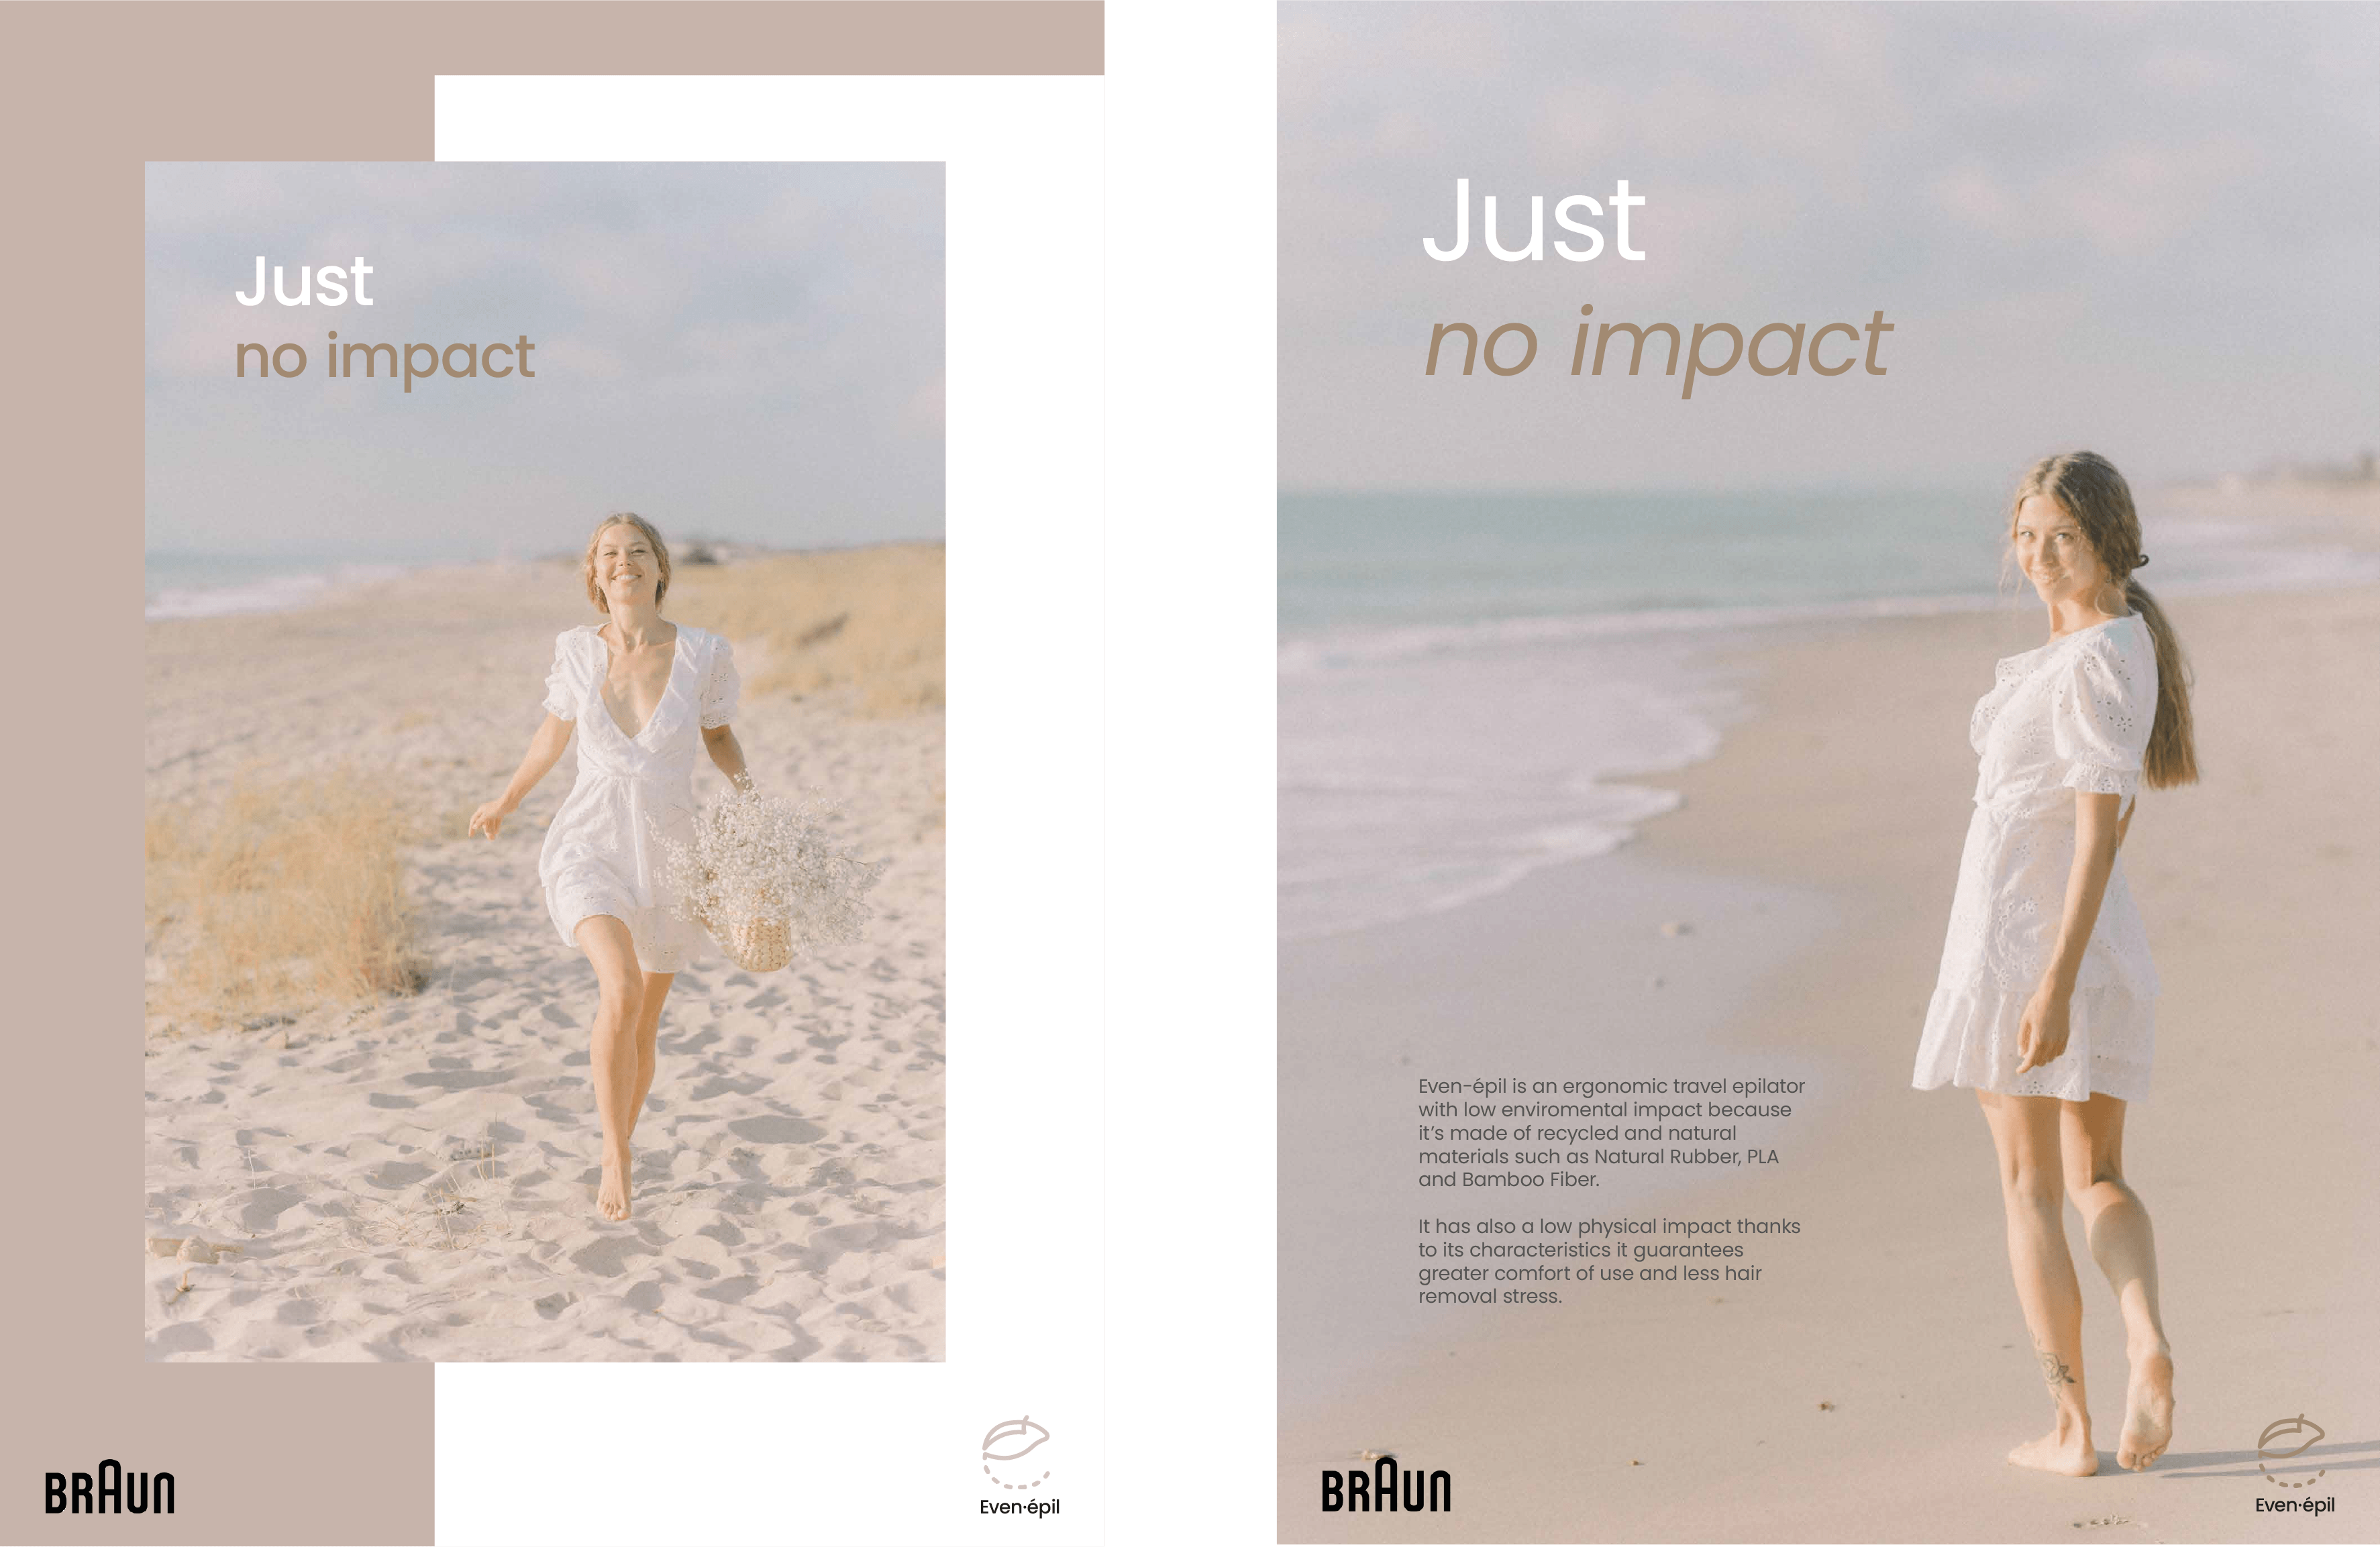 Just
no impact
BRAUN
Even·épil
Just
no impact
Even-épil is an ergonomic travel epilator
with low enviromental impact because
it's made of recycled and natural
materials such as Natural Rubber, PLA
and Bamboo Fiber.
It has also a low physical impact thanks
to its characteristics it guarantees
greater comfort of use and less hair
removal stress.
BRAUN
Even·épil